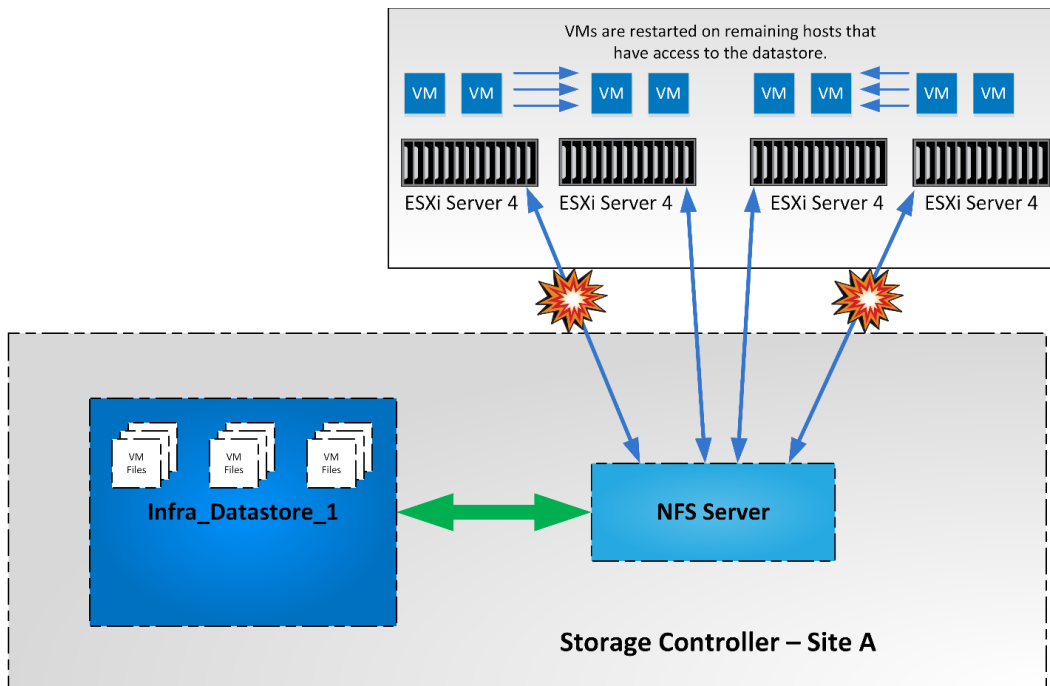 VMs are restarted on remaining hosts that
have access to the datastore.
VM VM VM VM VM VM VM VM
ESXi Server 4 ESXi Server 4 ESXi Server 4 ESXi Server 4
VM VM VM
Files Files Files
Infra_Datastore_1
NFS Server
Storage Controller – Site A